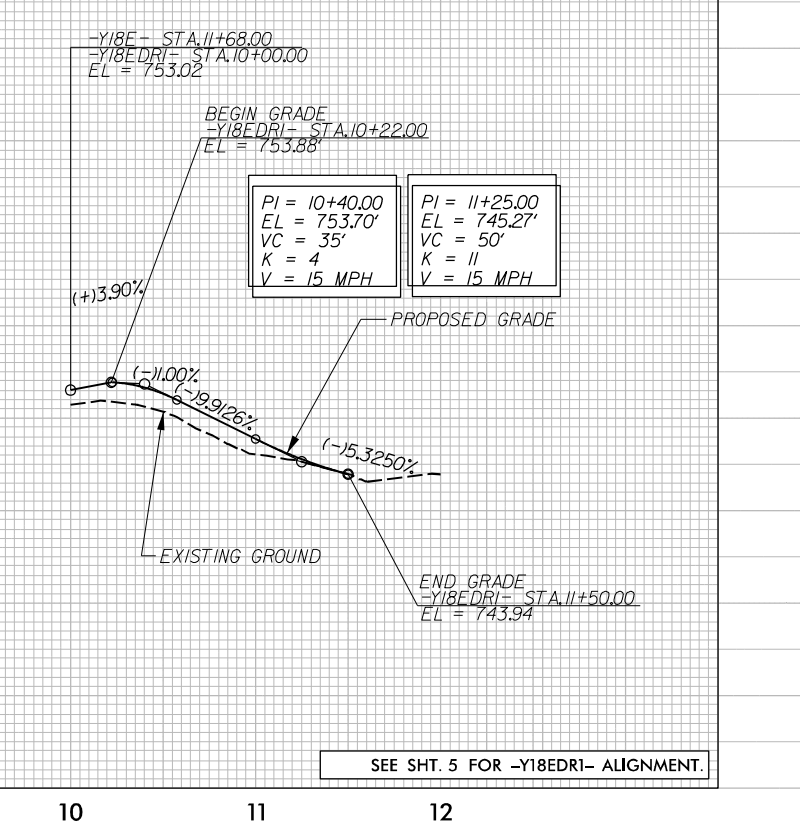 -Y18E- STA.11+68.00
-Y18EDR1- STA.10+00.00
EL = 753.02
BEGIN GRADE
-Y18EDR1- STA.10+22.00
EL = 753.88'
PI = 10+40.00
EL = 753.70'
VC = 35'
K = 4
V = 15 MPH
PI = 11+25.00
EL = 745.27'
VC = 50'
K = 11
V = 15 MPH
(+)3.90%
PROPOSED GRADE
(-)1.00%
(-)9.9126%
(-)5.3250%
EXISTING GROUND
END GRADE
-Y18EDR1- STA.11+50.00
EL = 743.94
SEE SHT. 5 FOR -Y18EDR1- ALIGNMENT.
10 11 12